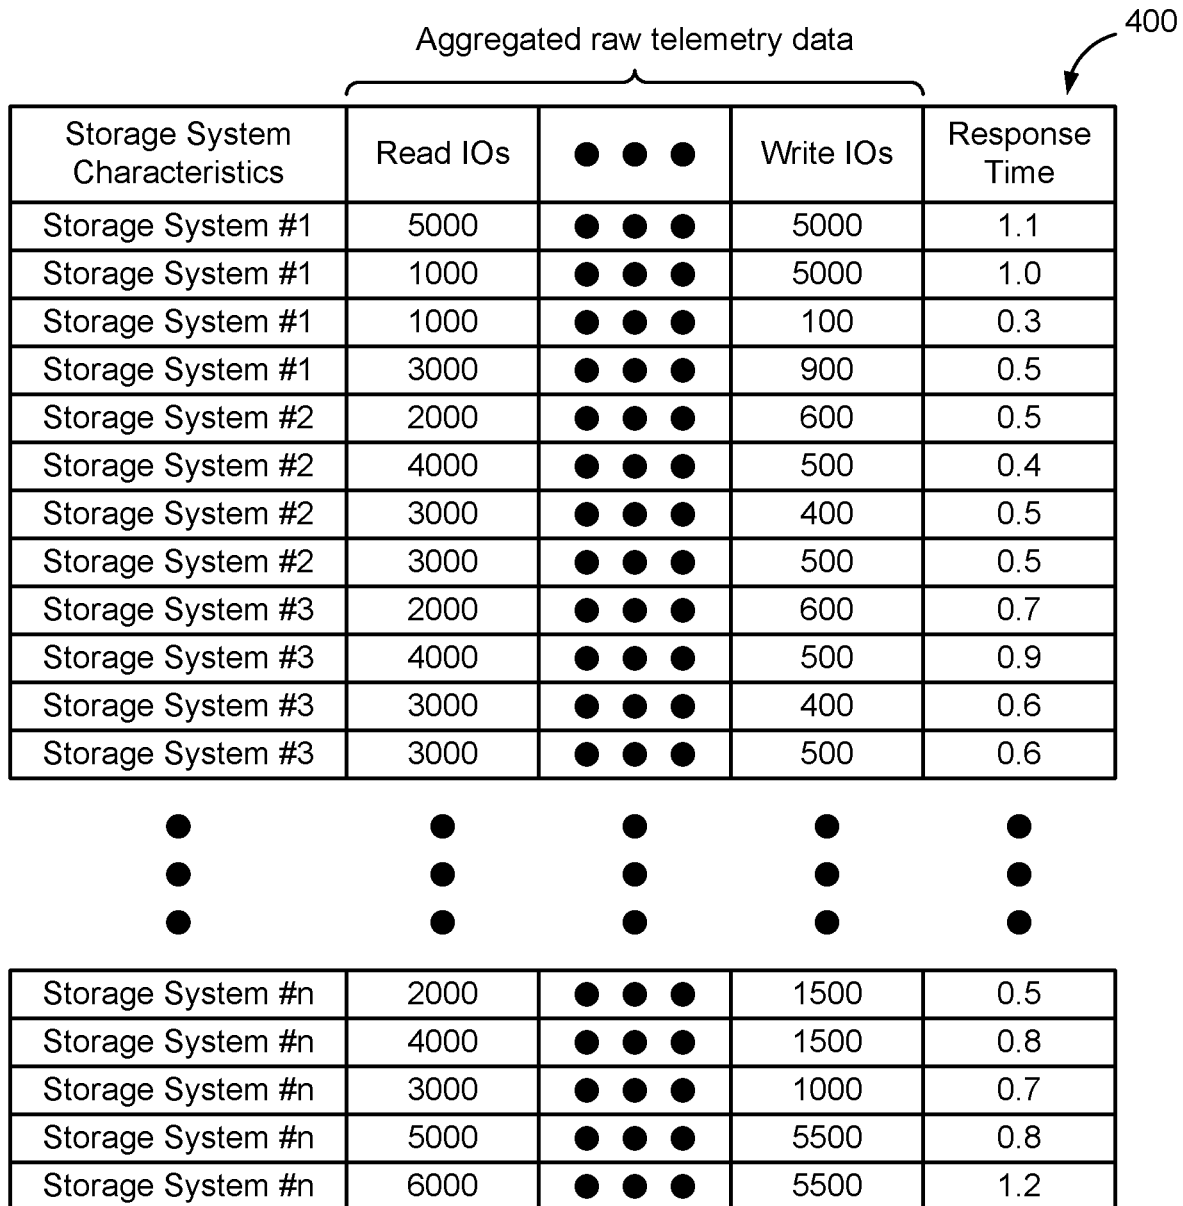 400
Aggregated raw telemetry data
Storage System Characteristics Read IOs ● ● ● Write IOs Response Time
Storage System #1 5000 ● ● ● 5000 1.1
Storage System #1 1000 ● ● ● 5000 1.0
Storage System #1 1000 ● ● ● 100 0.3
Storage System #1 3000 ● ● ● 900 0.5
Storage System #2 2000 ● ● ● 600 0.5
Storage System #2 4000 ● ● ● 500 0.4
Storage System #2 3000 ● ● ● 400 0.5
Storage System #2 3000 ● ● ● 500 0.5
Storage System #3 2000 ● ● ● 600 0.7
Storage System #3 4000 ● ● ● 500 0.9
Storage System #3 3000 ● ● ● 400 0.6
Storage System #3 3000 ● ● ● 500 0.6
● ● ● ● ●
● ● ● ● ●
● ● ● ● ●
Storage System #n 2000 ● ● ● 1500 0.5
Storage System #n 4000 ● ● ● 1500 0.8
Storage System #n 3000 ● ● ● 1000 0.7
Storage System #n 5000 ● ● ● 5500 0.8
Storage System #n 6000 ● ● ● 5500 1.2